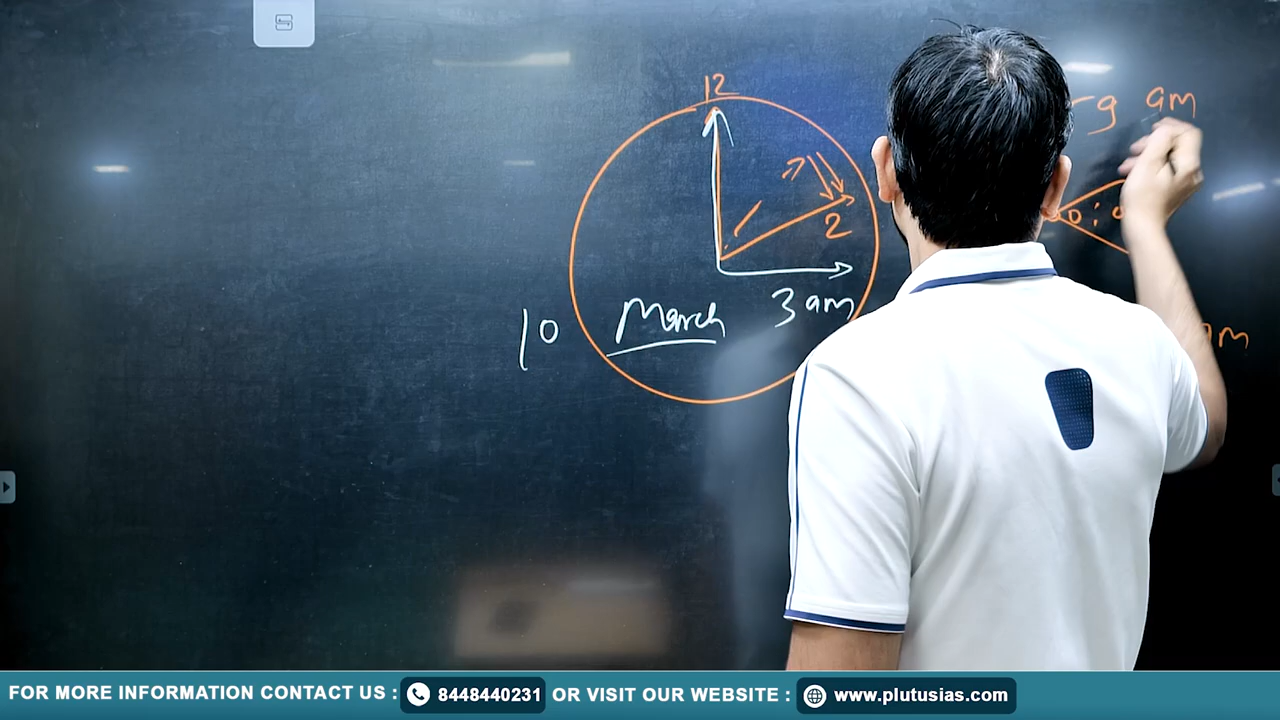 12
9 am
2
3 am
10 March
FOR MORE INFORMATION CONTACT US : 8448440231 OR VISIT OUR WEBSITE : www.plutusias.com